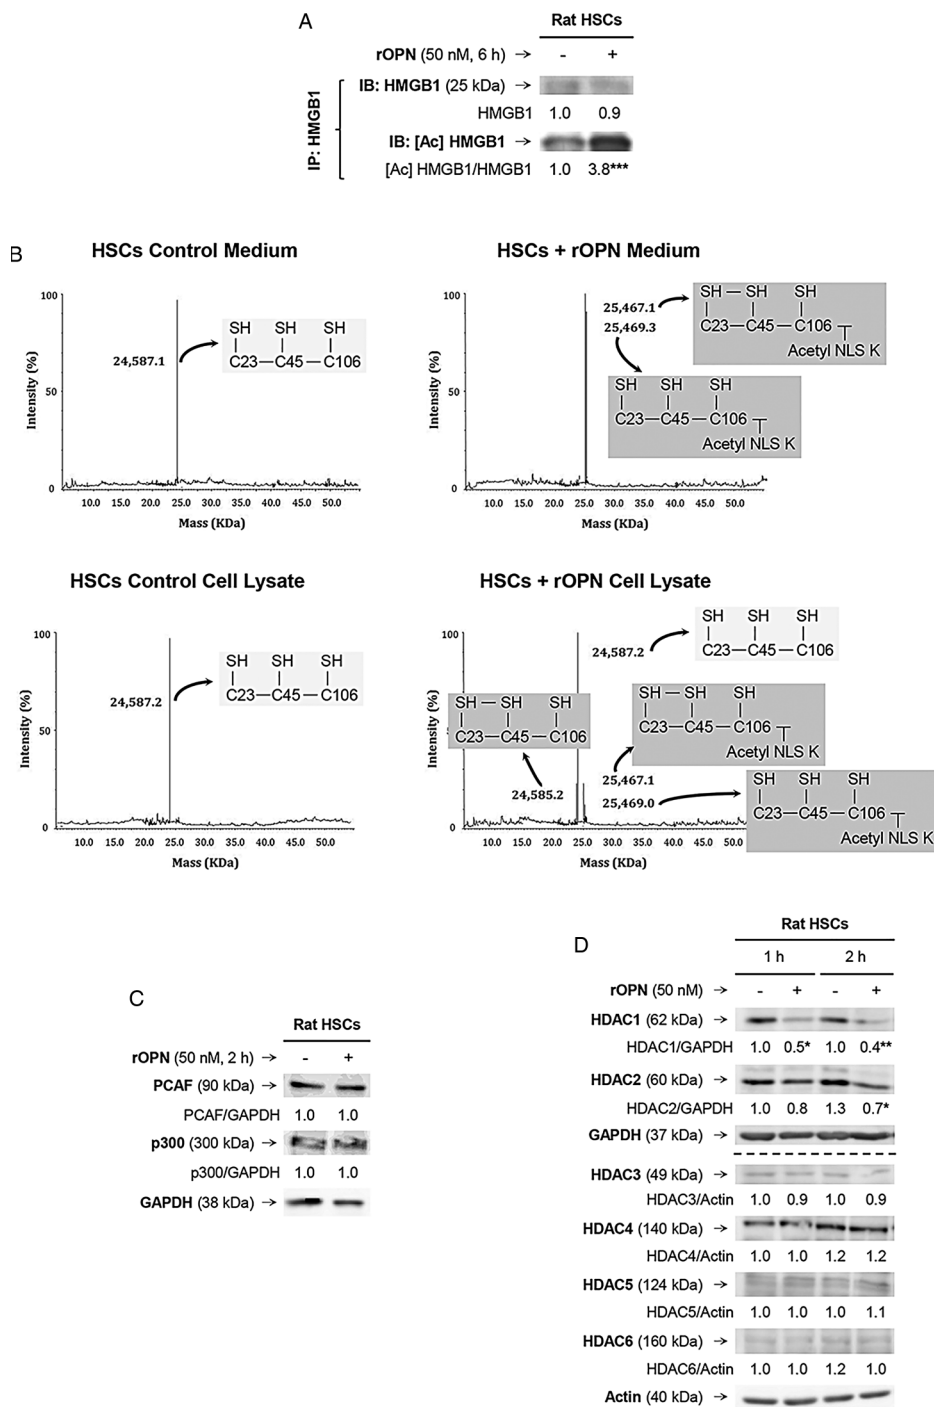 A
Rat HSCs
rOPN (50 nM, 6 h) → - +
IP: HMGB1
IB: HMGB1 (25 kDa) →
HMGB1 1.0 0.9
IB: [Ac] HMGB1 →
[Ac] HMGB1/HMGB1 1.0 3.8***
B
HSCs Control Medium
Intensity (%)
100
50
0
24,587.1
SH SH SH
C23—C45—C106
10.0 15.0 20.0 25.0 30.0 35.0 40.0 45.0 50.0
Mass (KDa)
HSCs + rOPN Medium
Intensity (%)
100
50
0
25,467.1
25,469.3
SH — SH SH
C23—C45—C106
Acetyl NLS K
SH SH SH
C23—C45—C106
Acetyl NLS K
10.0 15.0 20.0 25.0 30.0 35.0 40.0 45.0 50.0
Mass (KDa)
HSCs Control Cell Lysate
Intensity (%)
100
50
0
24,587.2
SH SH SH
C23—C45—C106
10.0 15.0 20.0 25.0 30.0 35.0 40.0 45.0 50.0
Mass (KDa)
HSCs + rOPN Cell Lysate
100
0
24,587.2
SH SH SH
C23—C45—C106
SH — SH SH
C23—C45—C106
24,585.2
SH — SH SH
C23—C45—C106
Acetyl NLS K
25,467.1
25,469.0
SH SH SH
C23—C45—C106
Acetyl NLS K
10.0 15.0 20.0 25.0 30.0 35.0 40.0 45.0 50.0
Mass (KDa)
C
Rat HSCs
rOPN (50 nM, 2 h) → - +
PCAF (90 kDa) →
PCAF/GAPDH 1.0 1.0
p300 (300 kDa) →
p300/GAPDH 1.0 1.0
GAPDH (38 kDa) →
D
Rat HSCs
1 h 2 h
rOPN (50 nM) → - + - +
HDAC1 (62 kDa) →
HDAC1/GAPDH 1.0 0.5* 1.0 0.4**
HDAC2 (60 kDa) →
HDAC2/GAPDH 1.0 0.8 1.3 0.7*
GAPDH (37 kDa) →
HDAC3 (49 kDa) →
HDAC3/Actin 1.0 0.9 1.0 0.9
HDAC4 (140 kDa) →
HDAC4/Actin 1.0 1.0 1.2 1.2
HDAC5 (124 kDa) →
HDAC5/Actin 1.0 1.0 1.0 1.1
HDAC6 (160 kDa) →
HDAC6/Actin 1.0 1.0 1.2 1.0
Actin (40 kDa) →